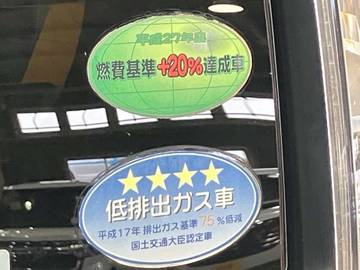 平成27年度
燃費基準+20%達成車
低排出ガス車
平成17年排出ガス基準75%低減
国土交通大臣認定車